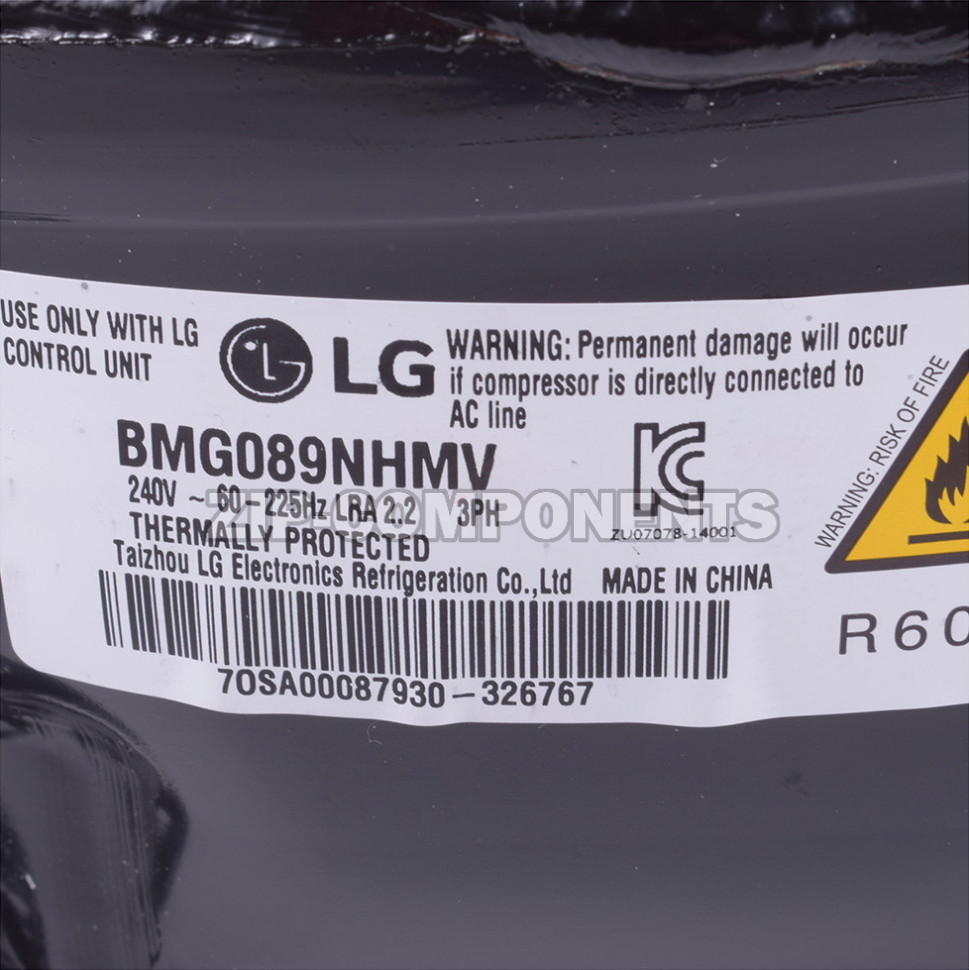 USE ONLY WITH LG
CONTROL UNIT
LG
WARNING: Permanent damage will occur
if compressor is directly connected to
AC line
BMG089NHMV
240V ~ 60 - 225Hz LRA 2.2 3PH
THERMALLY PROTECTED
ZU07078-14001
Taizhou LG Electronics Refrigeration Co.,Ltd MADE IN CHINA
70SA00087930-326767
WARNING: RISK OF FIRE
R60
ZIP-COMPONENTS